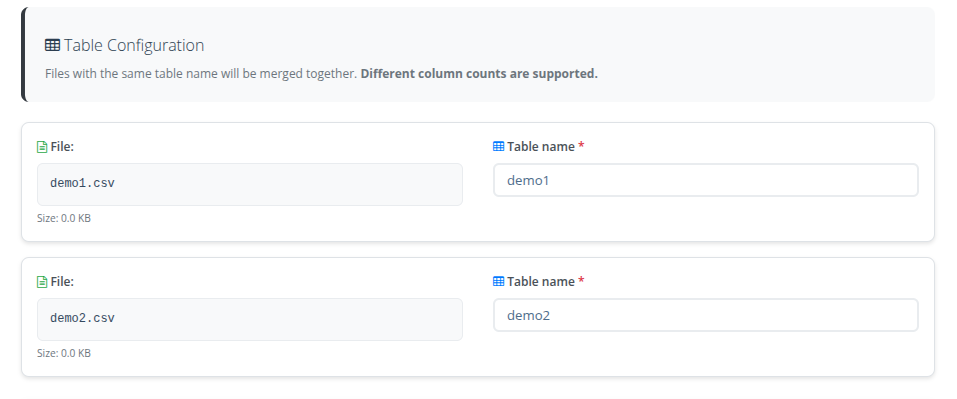 Table Configuration
Files with the same table name will be merged together. Different column counts are supported.
File:
demo1.csv
Size: 0.0 KB
Table name *
demo1
File:
demo2.csv
Size: 0.0 KB
Table name *
demo2